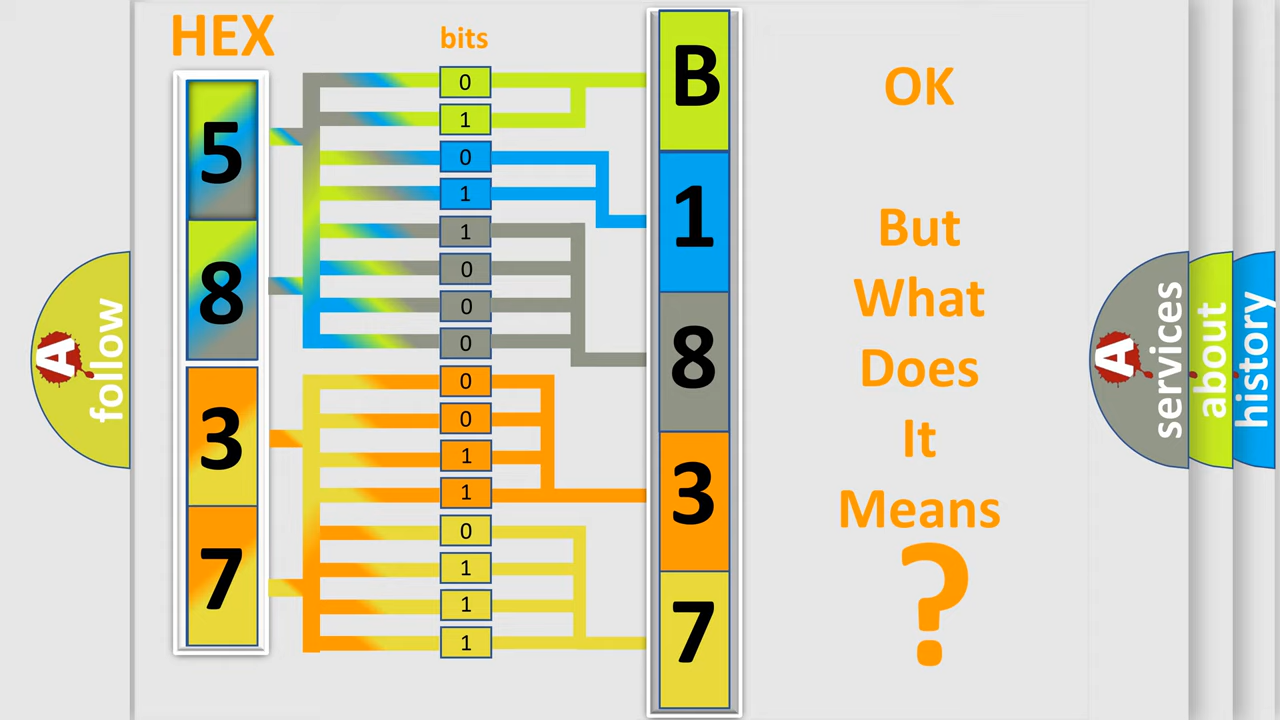 HEX
bits
5
8
3
7
0
1
0
1
1
0
0
0
0
0
1
1
0
1
1
1
B
1
8
3
7
OK
But
What
Does
It
Means
?
A
follow
A
services
about
history